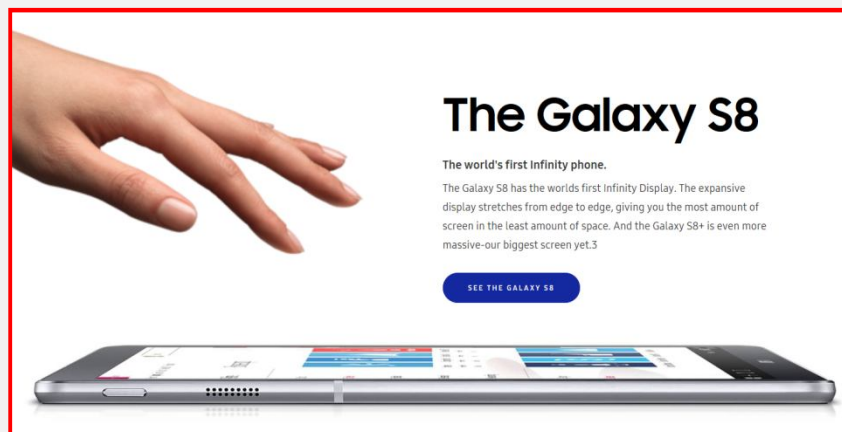 The Galaxy S8
The world's first Infinity phone.
The Galaxy S8 has the worlds first Infinity Display. The expansive
display stretches from edge to edge, giving you the most amount of
screen in the least amount of space. And the Galaxy S8+ is even more
massive-our biggest screen yet.3
SEE THE GALAXY S8